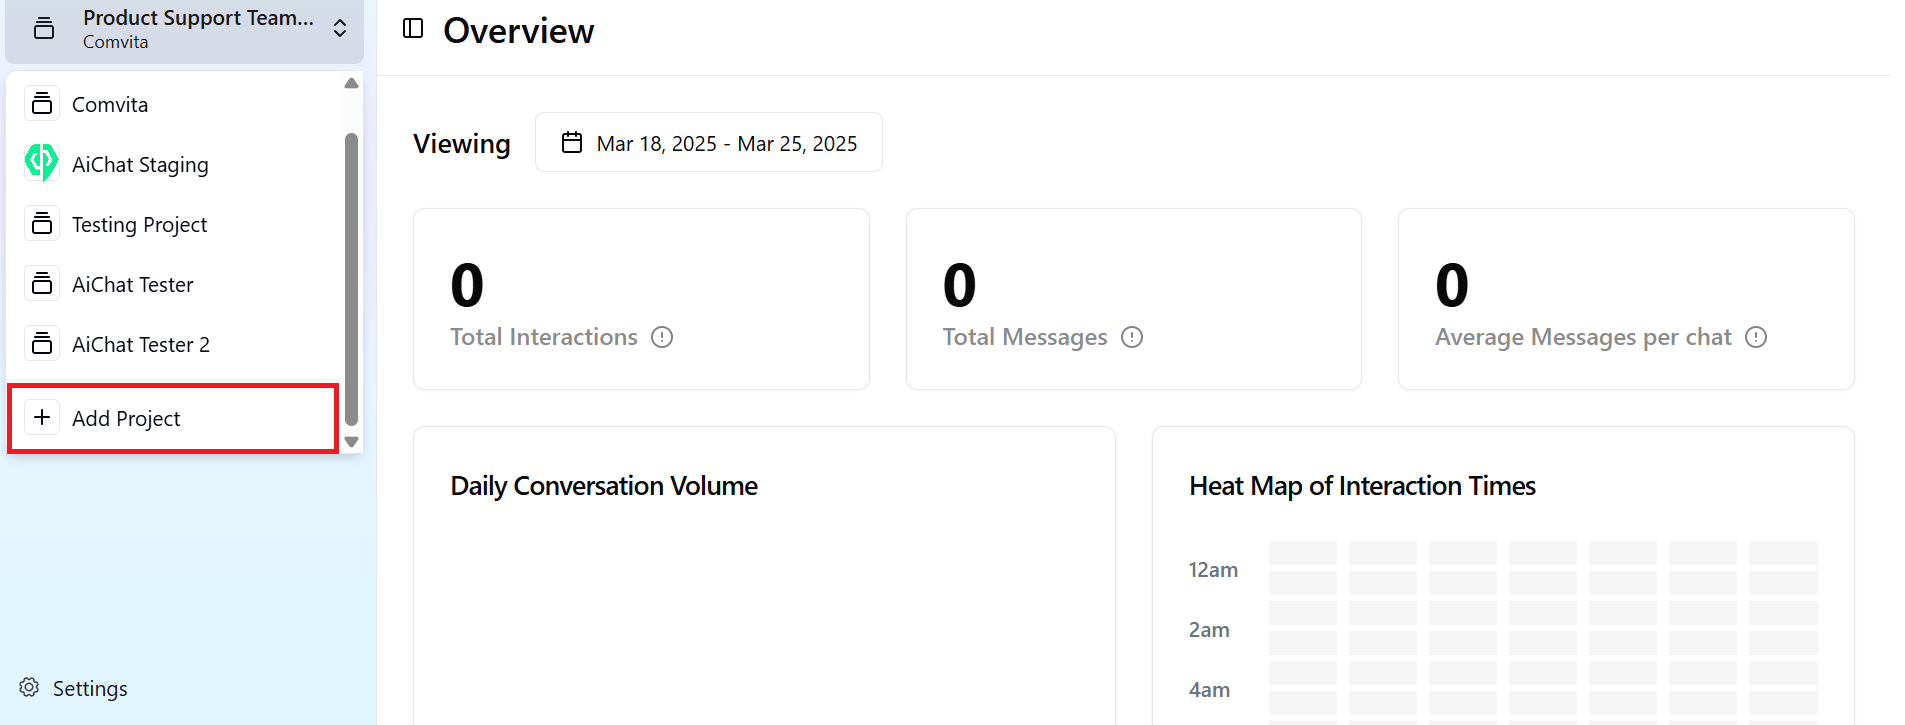 Product Support Team...
Comvita
Comvita
AiChat Staging
Testing Project
AiChat Tester
AiChat Tester 2
Add Project
Settings
Overview
Viewing
Mar 18, 2025 - Mar 25, 2025
0
Total Interactions
0
Total Messages
0
Average Messages per chat
Daily Conversation Volume
Heat Map of Interaction Times
12am
2am
4am